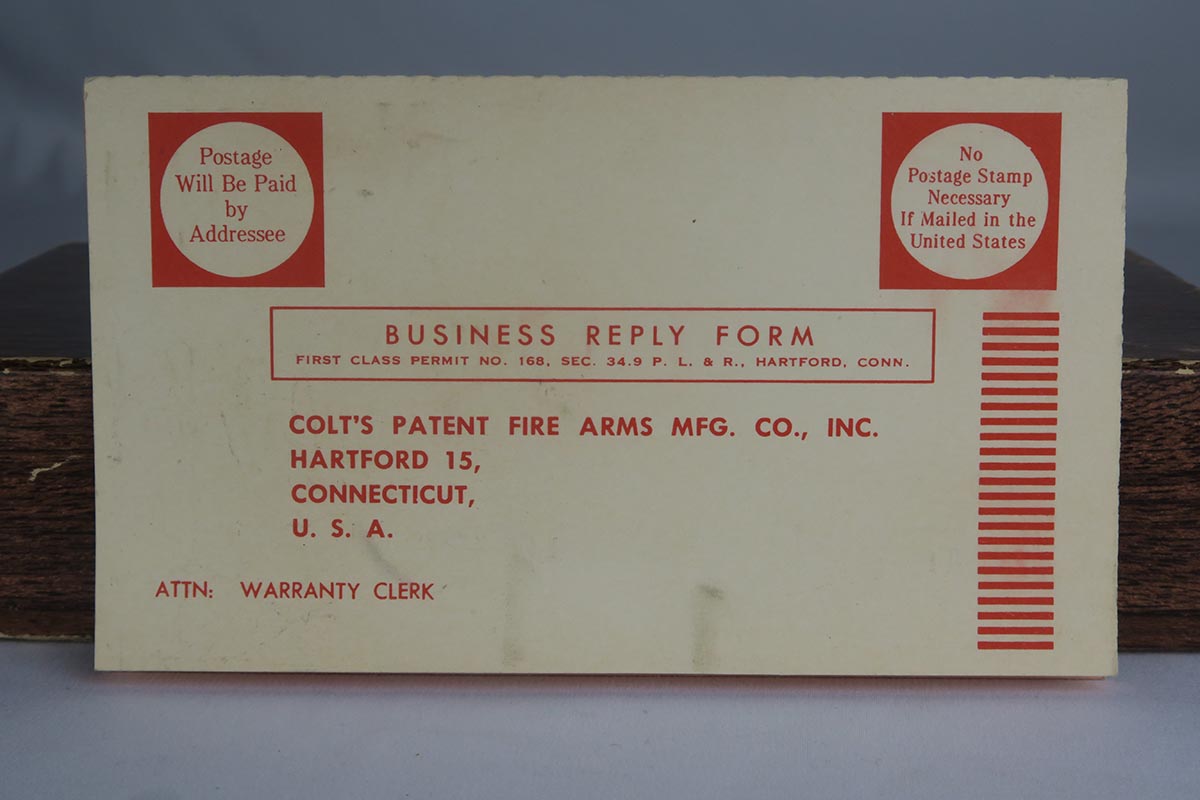 Postage
Will Be Paid
by
Addressee
No
Postage Stamp
Necessary
If Mailed in the
United States
BUSINESS REPLY FORM
FIRST CLASS PERMIT NO. 168, SEC. 34.9 P. L. & R., HARTFORD, CONN.
COLT'S PATENT FIRE ARMS MFG. CO., INC.
HARTFORD 15,
CONNECTICUT,
U. S. A.
ATTN: WARRANTY CLERK